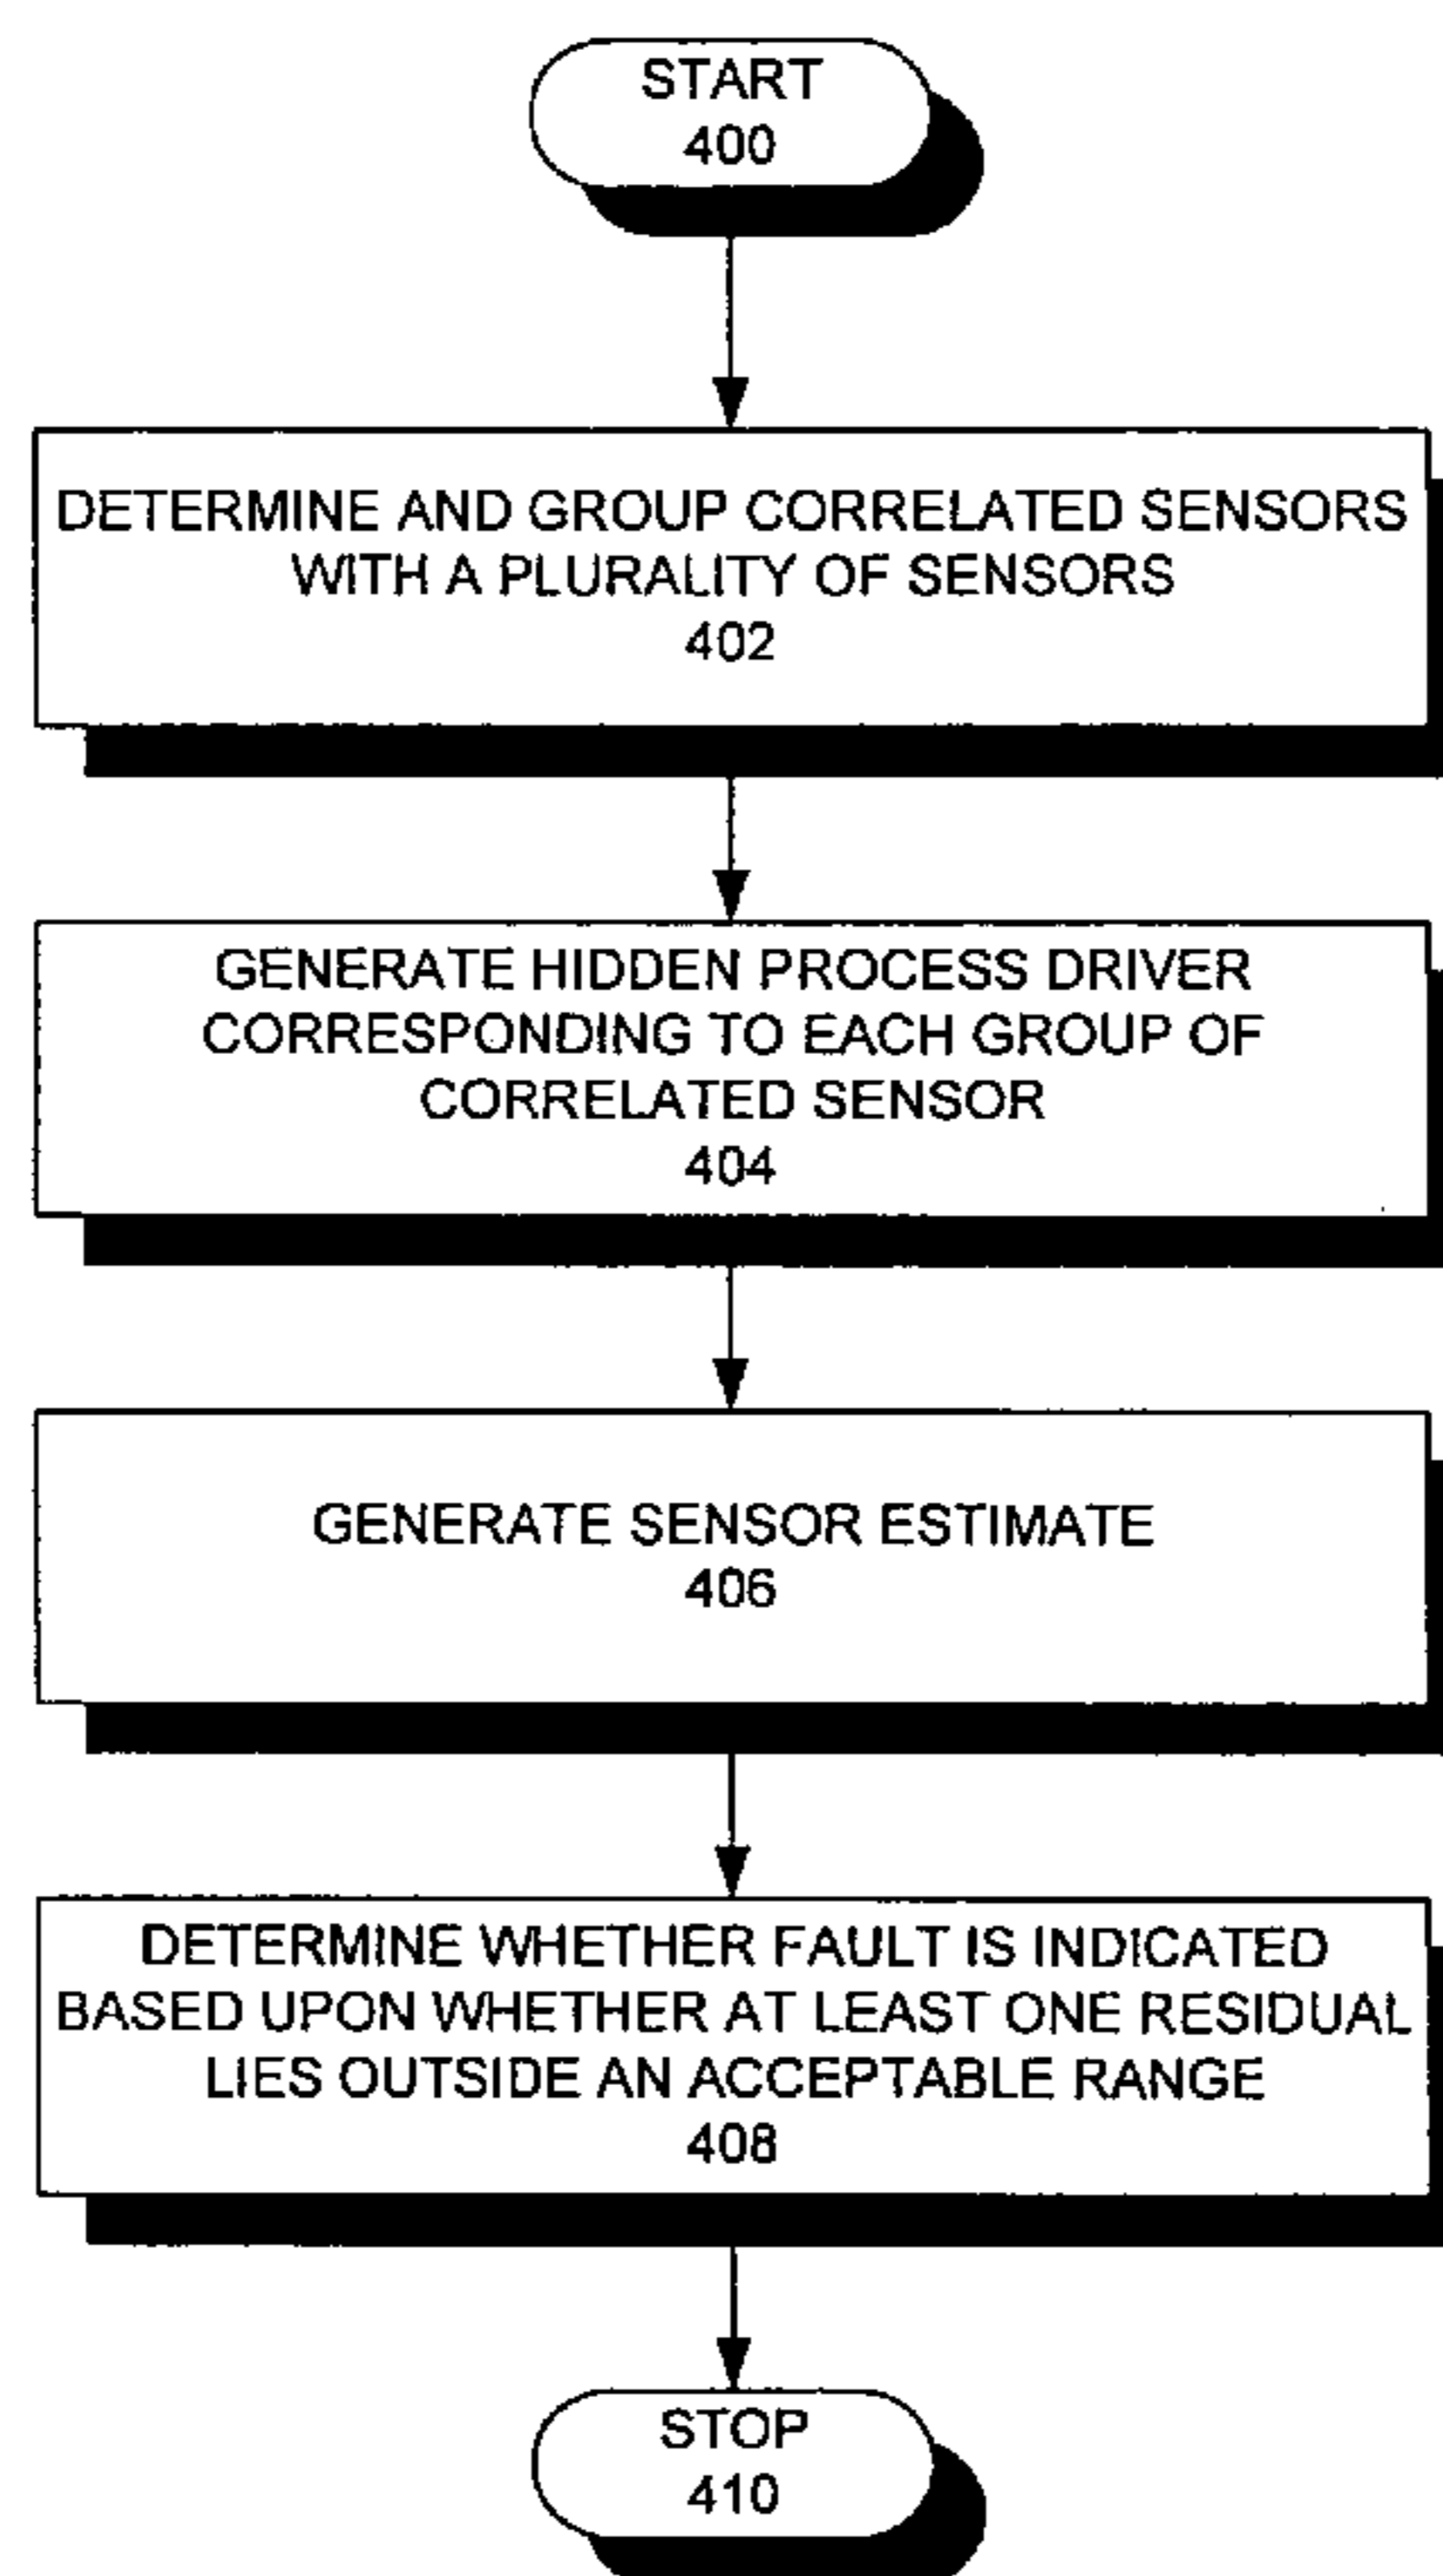 START
400
DETERMINE AND GROUP CORRELATED SENSORS
WITH A PLURALITY OF SENSORS
402
GENERATE HIDDEN PROCESS DRIVER
CORRESPONDING TO EACH GROUP OF
CORRELATED SENSOR
404
GENERATE SENSOR ESTIMATE
406
DETERMINE WHETHER FAULT IS INDICATED
BASED UPON WHETHER AT LEAST ONE RESIDUAL
LIES OUTSIDE AN ACCEPTABLE RANGE
408
STOP
410